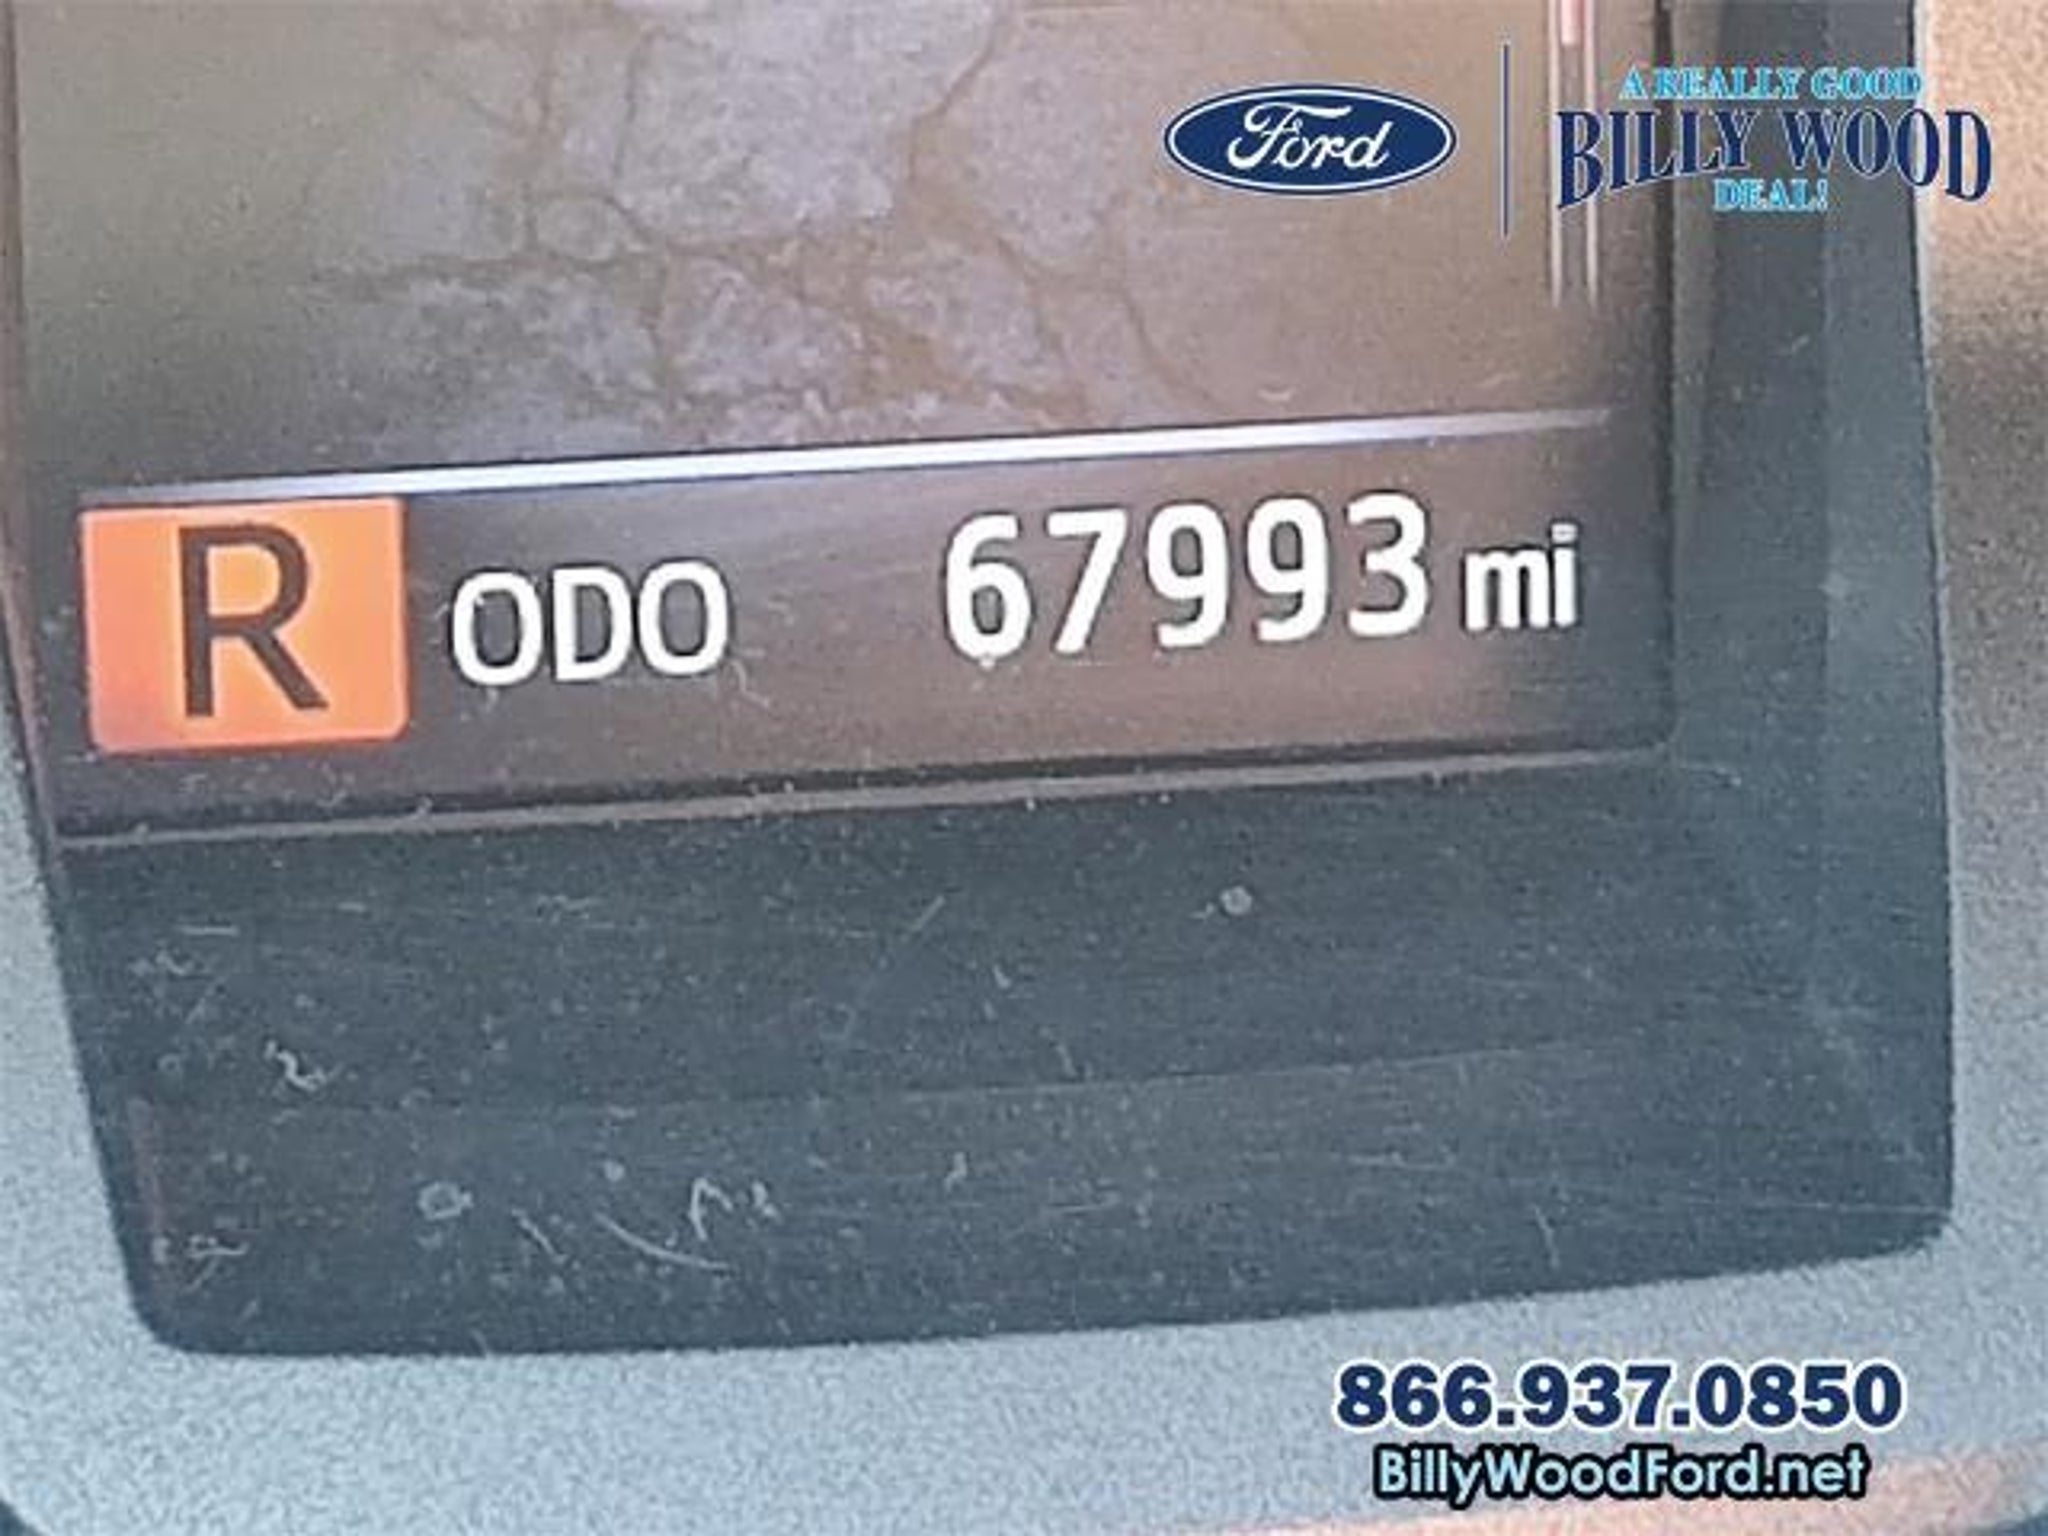 Ford
A REALLY GOOD
BILLY WOOD
DEAL!
R ODO 67993 mi
866.937.0850
BillyWoodFord.net